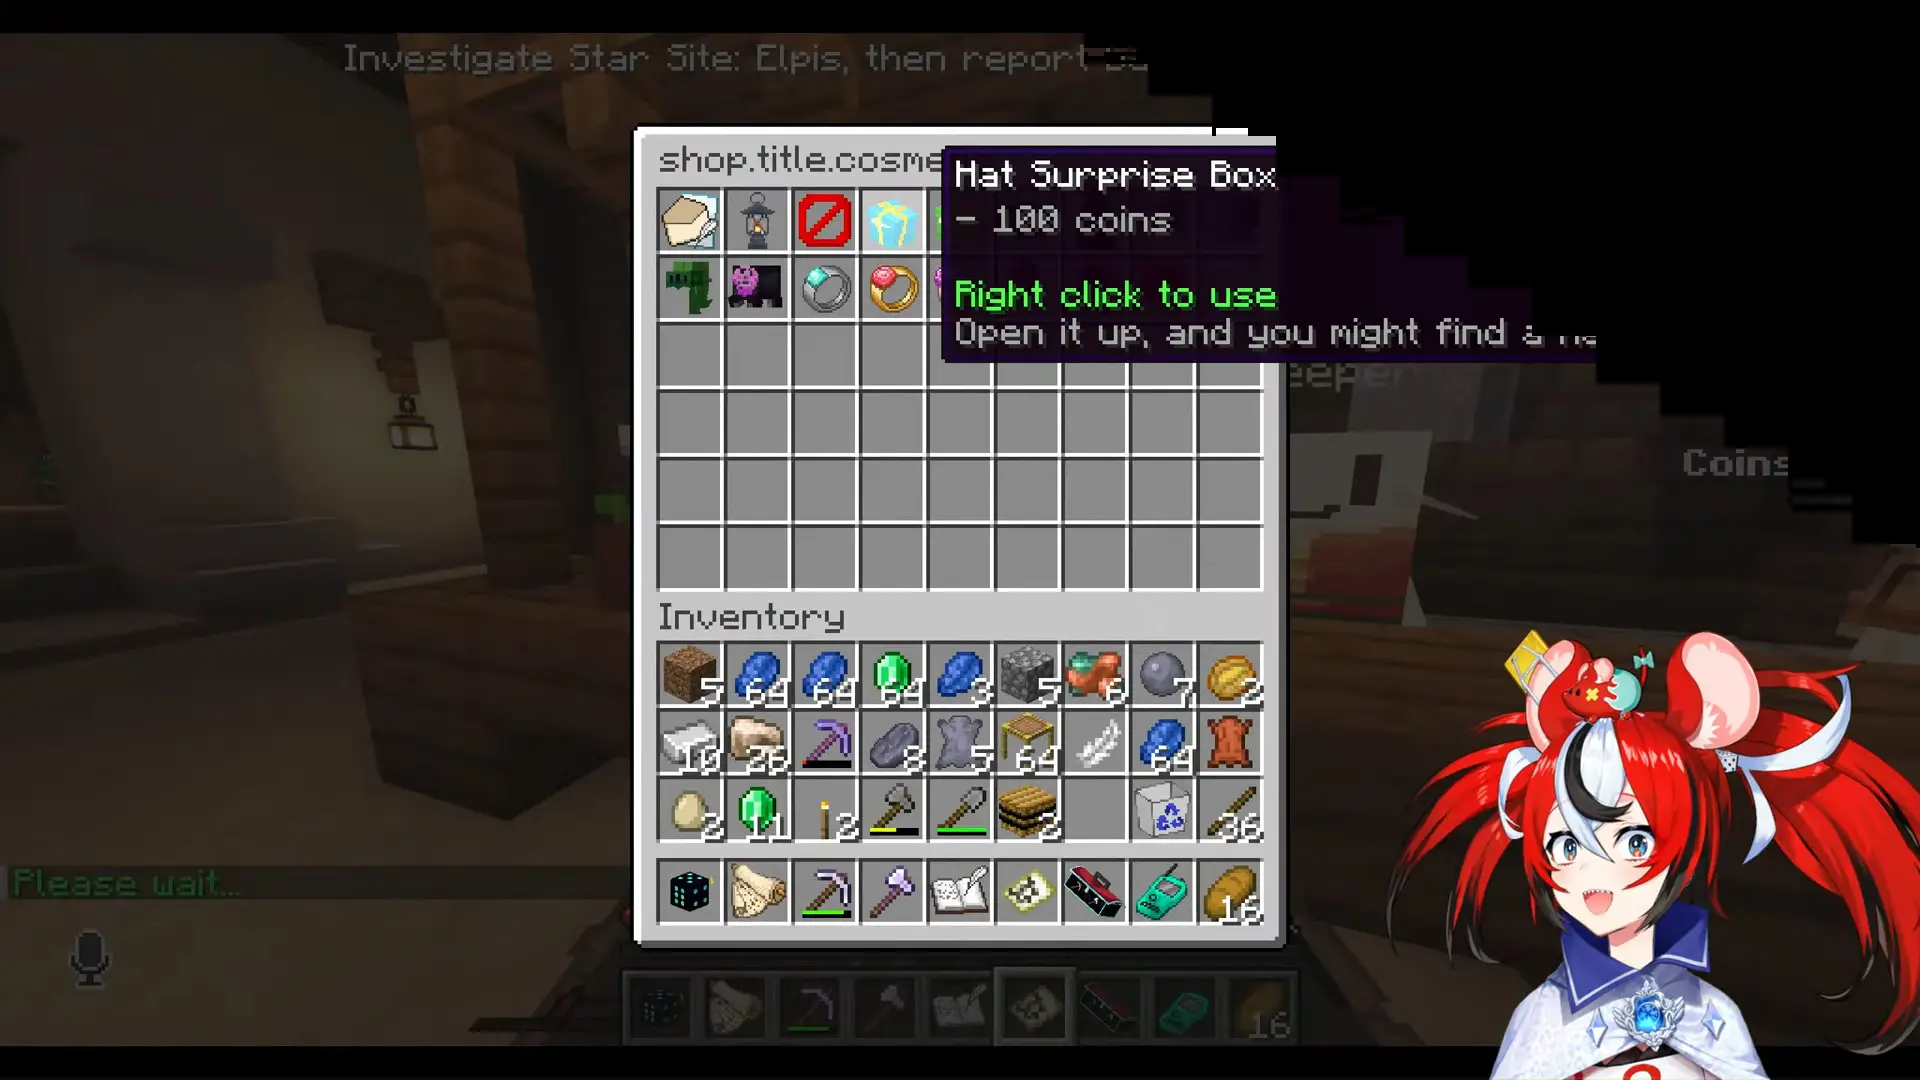 Investigate Star Site: Elpis, then report
shop.title.cosme
Hat Surprise Box
- 100 coins
Right click to use
Open it up, and you might find a
eeper
Coins
Inventory
5 64 64 64 3 5 6 7 2
10 26 8 5 64 64
2 11 2 2 36
16
Please wait...
16